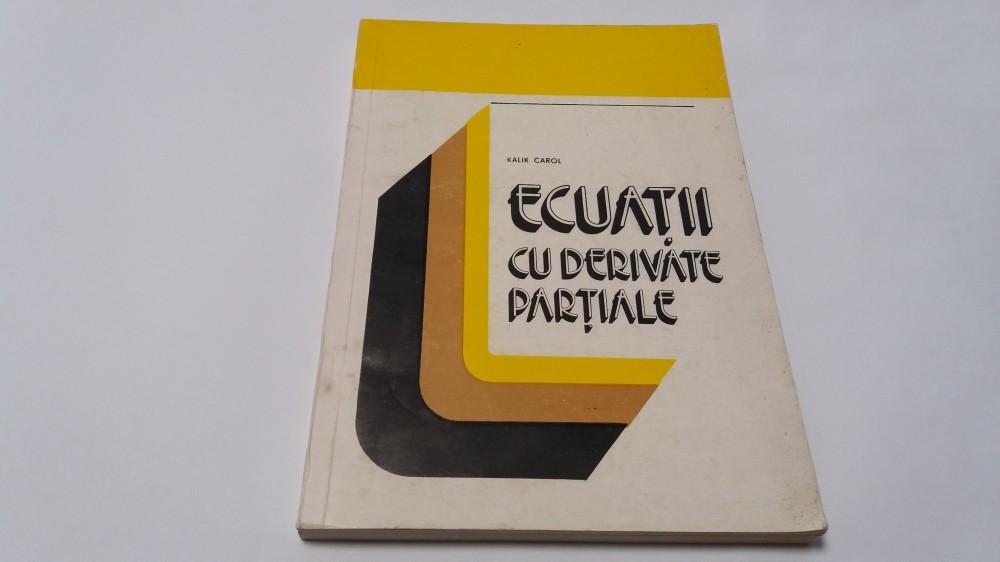 KALIK CAROL
ECUAȚII
CU DERIVATE
PARȚIALE